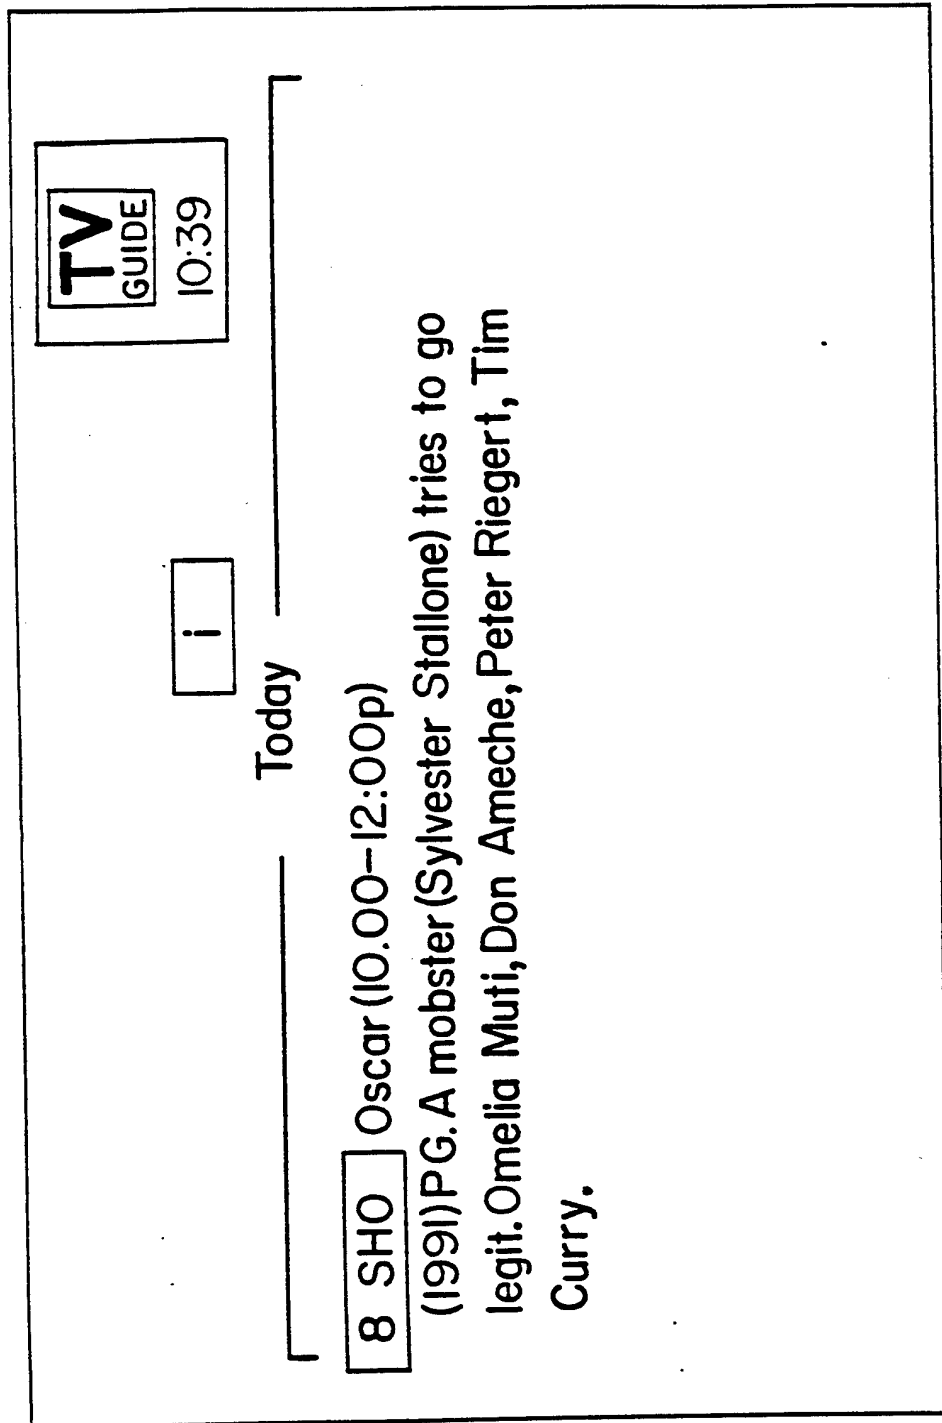 TV
GUIDE
10:39
i
Today
8 SHO Oscar (10.00-12:00p)
(1991) PG. A mobster (Sylvester Stallone) tries to go
legit. Omelia Muti, Don Ameche, Peter Riegert, Tim
Curry.